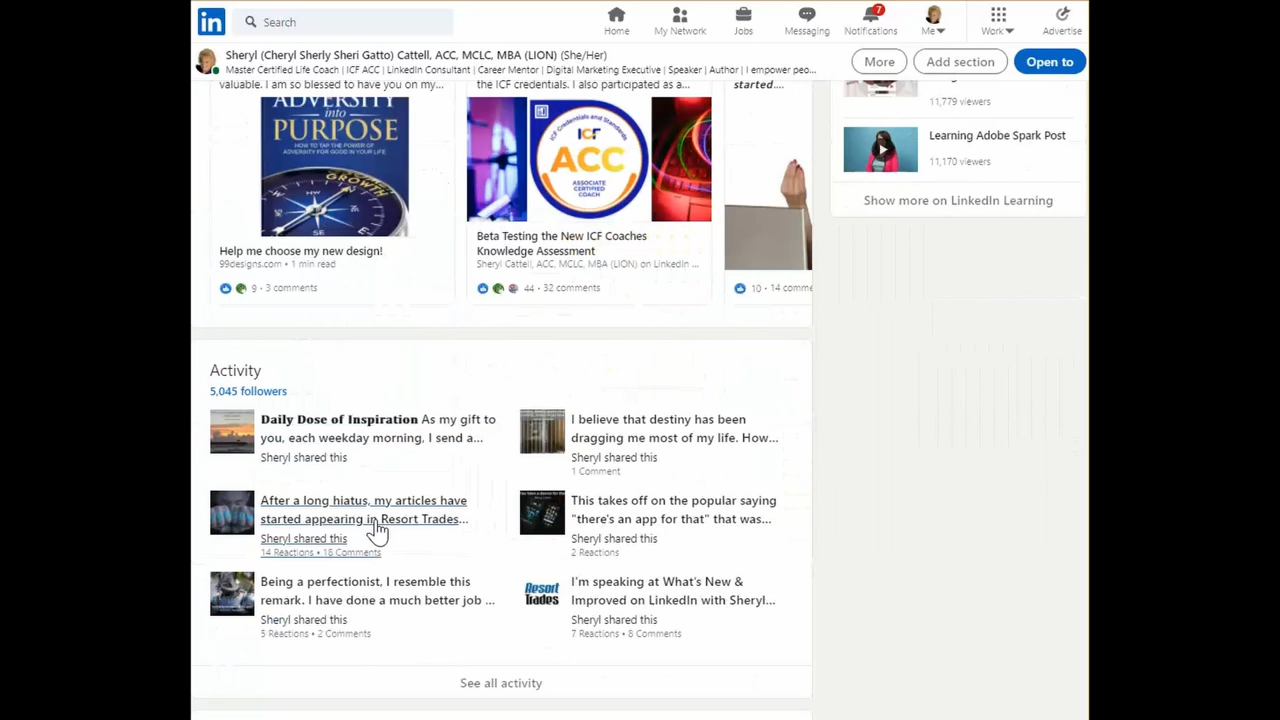 in
Search
Home
My Network
Jobs
Messaging
7
Notifications
Me
Work
Advertise
Sheryl (Cheryl Sherly Sheri Gatto) Cattell, ACC, MCLC, MBA (LION) (She/Her)
Master Certified Life Coach | ICF ACC | LinkedIn Consultant | Career Mentor | Digital Marketing Executive | Speaker | Author | I empower peo...
More
Add section
Open to
valuable. I am so blessed to have you on my...
the ICF credentials. I also participated as a...
started....
ADVERSITY
into
PURPOSE
HOW TO TAP THE POWER OF
ADVERSITY FOR GOOD IN YOUR LIFE
GROWTH
ICF Credentials and Standards
ICF
ACC
ASSOCIATE
CERTIFIED
COACH
Help me choose my new design!
99designs.com • 1 min read
9 • 3 comments
Beta Testing the New ICF Coaches
Knowledge Assessment
Sheryl Cattell, ACC, MCLC, MBA (LION) on LinkedIn ...
44 • 32 comments
10 • 14 comme
11,779 viewers
Learning Adobe Spark Post
11,170 viewers
Show more on LinkedIn Learning
Activity
5,045 followers
Daily Dose of Inspiration As my gift to
you, each weekday morning, I send a...
Sheryl shared this
I believe that destiny has been
dragging me most of my life. How...
Sheryl shared this
1 Comment
After a long hiatus, my articles have
started appearing in Resort Trades...
Sheryl shared this
14 Reactions • 18 Comments
This takes off on the popular saying
"there's an app for that" that was...
Sheryl shared this
2 Reactions
Being a perfectionist, I resemble this
remark. I have done a much better job ...
Sheryl shared this
5 Reactions • 2 Comments
Resort
Trades
I'm speaking at What's New &
Improved on LinkedIn with Sheryl...
Sheryl shared this
7 Reactions • 8 Comments
See all activity